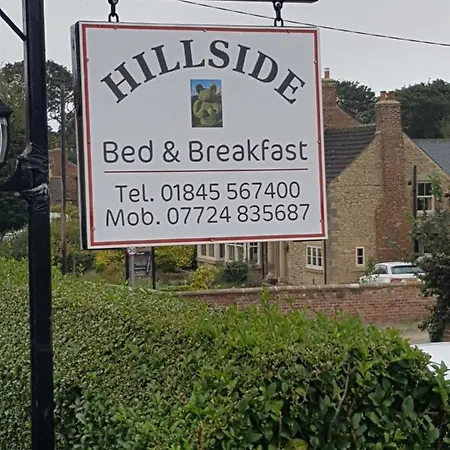 HILLSIDE
Bed & Breakfast
Tel. 01845 567400
Mob. 07724 835687